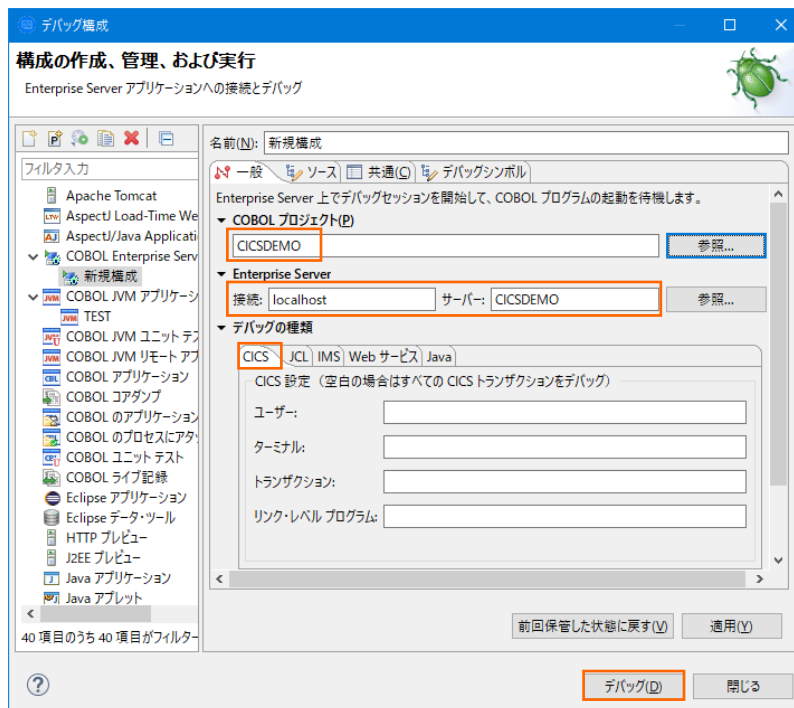 デバッグ構成
構成の作成、管理、および実行
Enterprise Server アプリケーションへの接続とデバッグ
フィルタ入力
Apache Tomcat
AspectJ Load-Time We
AspectJ/Java Applicati
COBOL Enterprise Serv
新規構成
COBOL JVM アプリケーシ
TEST
COBOL JVM ユニット テス
COBOL JVM リモート アプ
COBOL アプリケーション
COBOL コアダンプ
COBOL のアプリケーション
COBOL のプロセスにアタッ
COBOL ユニット テスト
COBOL ライブ記録
Eclipse アプリケーション
Eclipse データ・ツール
HTTP プレビュー
J2EE プレビュー
Java アプリケーション
Java アプレット
40 項目のうち 40 項目がフィルター
名前(N): 新規構成
一般 ソース 共通(C) デバッグシンボル
Enterprise Server 上でデバッグセッションを開始して、COBOL プログラムの起動を待機します。
COBOL プロジェクト(P)
CICSDEMO 参照...
Enterprise Server
接続: localhost サーバー: CICSDEMO 参照...
デバッグの種類
CICS JCL IMS Web サービス Java
CICS 設定（空白の場合はすべての CICS トランザクションをデバッグ）
ユーザー:
ターミナル:
トランザクション:
リンク・レベル プログラム:
前回保管した状態に戻す(V) 適用(Y)
デバッグ(D) 閉じる